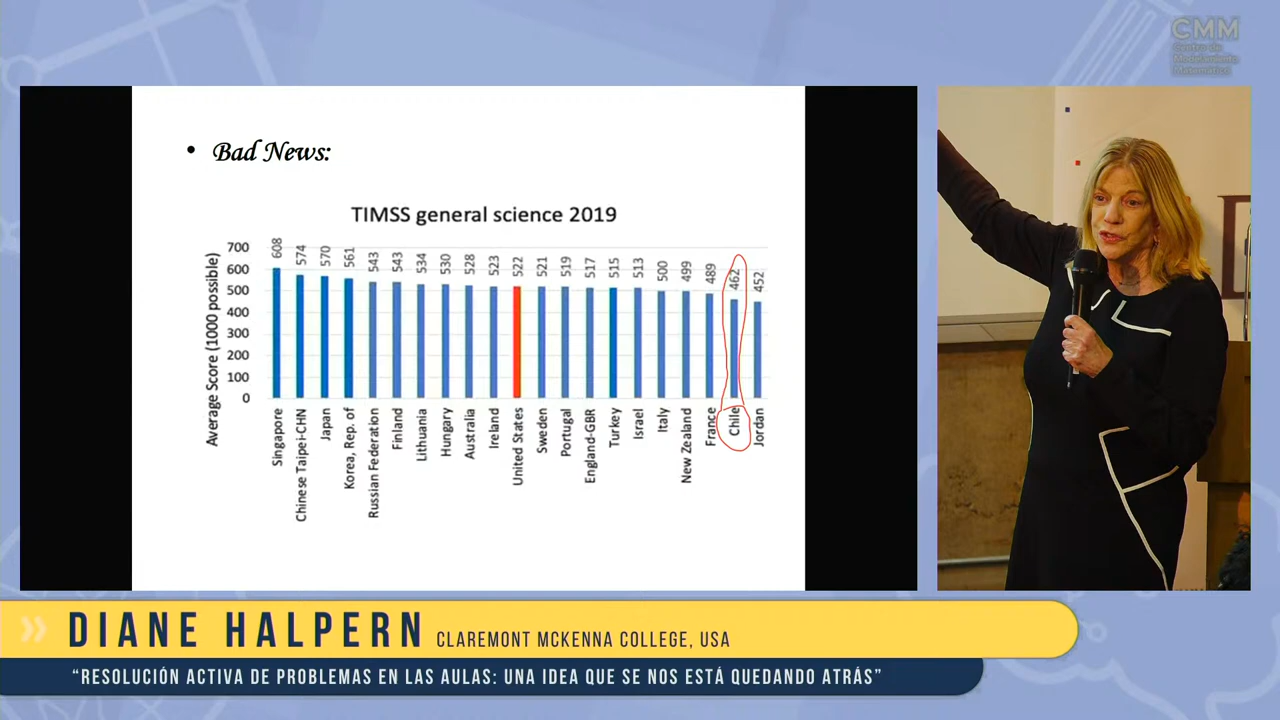 CMM
Centro de
Modelamiento
Matemático
• Bad News:
TIMSS general science 2019
Average Score (1000 possible)
700
600
500
400
300
200
100
0
608
574
570
561
543
543
534
530
528
523
522
521
519
517
515
513
500
499
489
462
452
Singapore
Chinese Taipei-CHN
Japan
Korea, Rep. of
Russian Federation
Finland
Lithuania
Hungary
Australia
Ireland
United States
Sweden
Portugal
England-GBR
Turkey
Israel
Italy
New Zealand
France
Chile
Jordan
DIANE HALPERN CLAREMONT MCKENNA COLLEGE, USA
“RESOLUCIÓN ACTIVA DE PROBLEMAS EN LAS AULAS: UNA IDEA QUE SE NOS ESTÁ QUEDANDO ATRÁS”